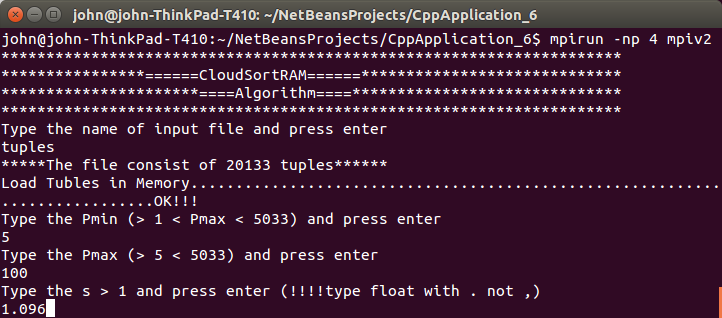 john@john-ThinkPad-T410: ~/NetBeansProjects/CppApplication_6
john@john-ThinkPad-T410:~/NetBeansProjects/CppApplication_6$ mpirun -np 4 mpiv2
*********************************************************************
****************======CloudSortRAM======*****************************
**********************====Algorithm====******************************
*********************************************************************
Type the name of input file and press enter
tuples
*****The file consist of 20133 tuples******
Load Tubles in Memory...........................................................
.................OK!!!
Type the Pmin (> 1 < Pmax < 5033) and press enter
5
Type the Pmax (> 5 < 5033) and press enter
100
Type the s > 1 and press enter (!!!!type float with . not ,)
1.096